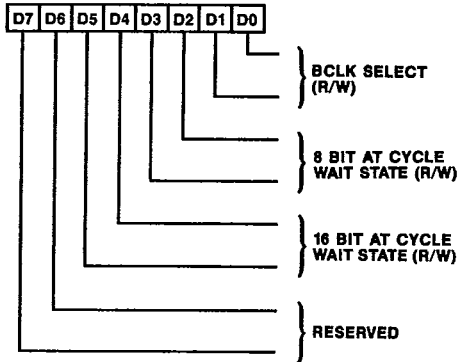 D7 D6 D5 D4 D3 D2 D1 D0
BCLK SELECT
(R/W)
8 BIT AT CYCLE
WAIT STATE (R/W)
16 BIT AT CYCLE
WAIT STATE (R/W)
RESERVED